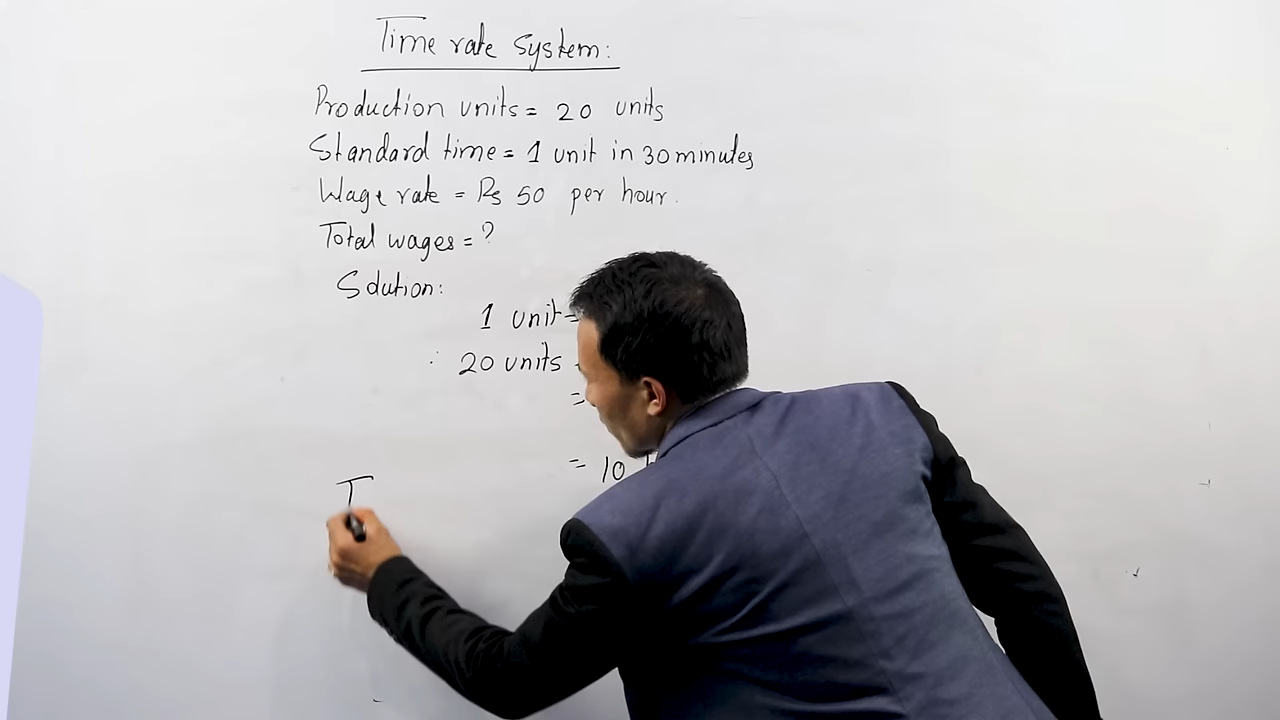 Time rate system:
Production units = 20 units
Standard time = 1 unit in 30 minutes
Wage rate = Rs 50 per hour.
Total wages = ?
Solution:
1 unit =
∴ 20 units =
=
= 10
T